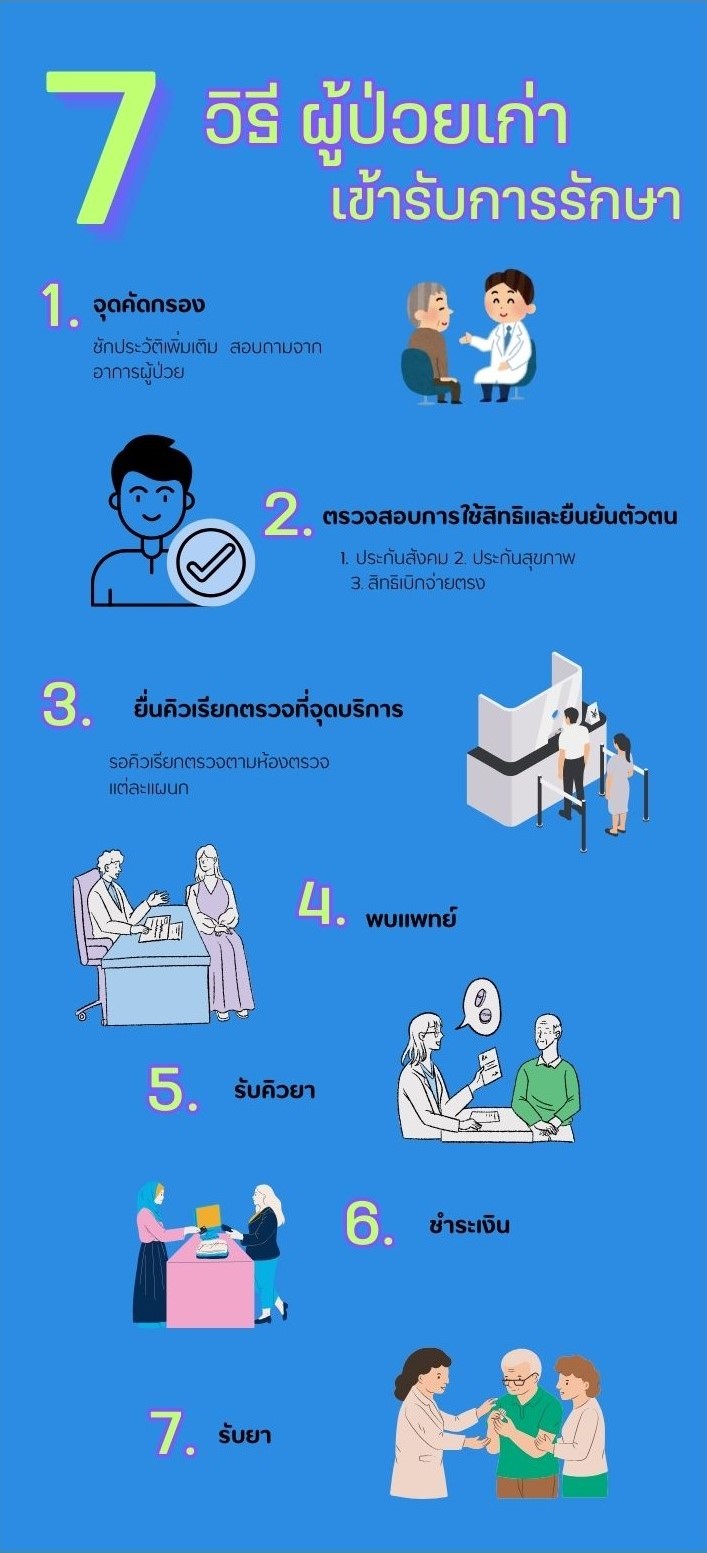 7 วิธี ผู้ป่วยเก่า
เข้ารับการรักษา
1. จุดคัดกรอง
ซักประวัติเพิ่มเติม สอบถามจาก
อาการผู้ป่วย
2. ตรวจสอบการใช้สิทธิและยืนยันตัวตน
1. ประกันสังคม 2. ประกันสุขภาพ
3. สิทธิเบิกจ่ายตรง
3. ยื่นคิวเรียกตรวจที่จุดบริการ
รอคิวเรียกตรวจตามห้องตรวจ
แต่ละแผนก
4. พบแพทย์
5. รับคิวยา
6. ชำระเงิน
7. รับยา